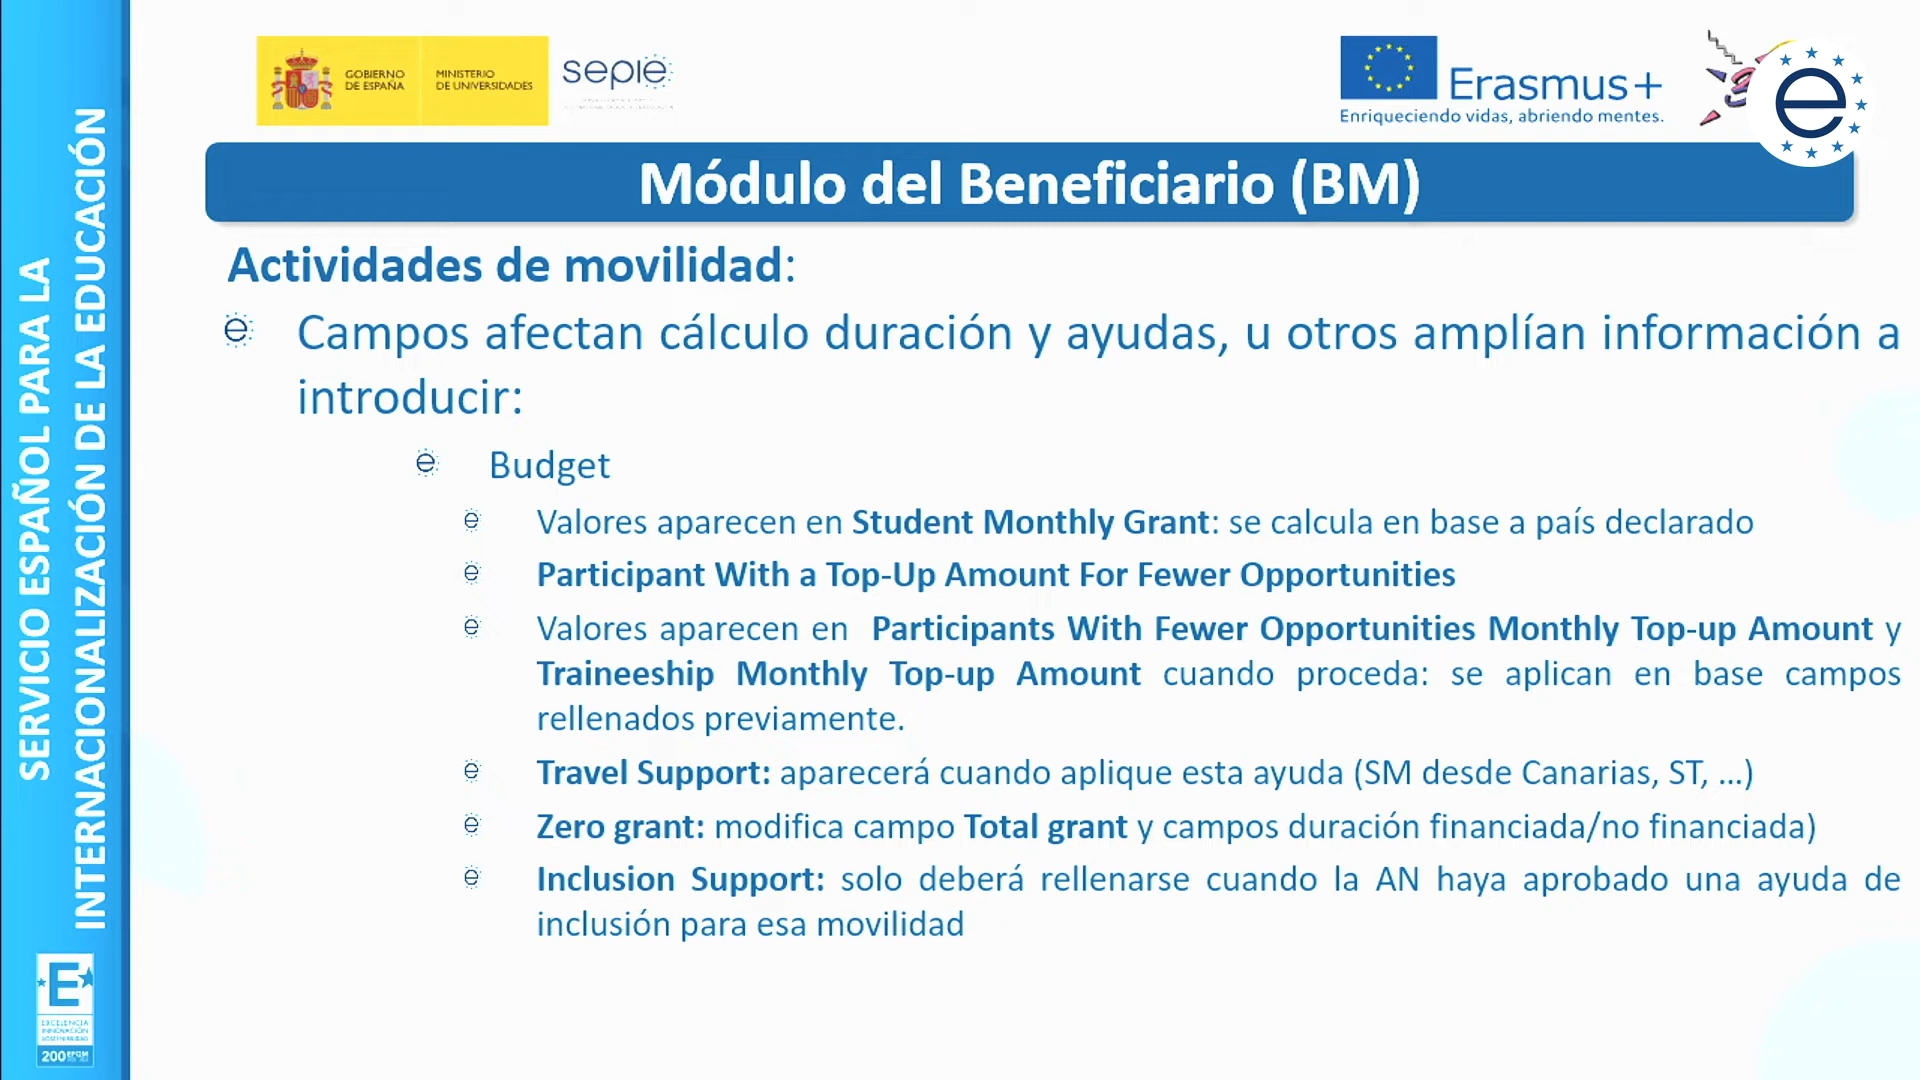 SERVICIO ESPAÑOL PARA LA
INTERNACIONALIZACIÓN DE LA EDUCACIÓN
GOBIERNO
DE ESPAÑA
MINISTERIO
DE UNIVERSIDADES
sepie
Erasmus+
Enriqueciendo vidas, abriendo mentes.
Módulo del Beneficiario (BM)
Actividades de movilidad:
Campos afectan cálculo duración y ayudas, u otros amplían información a
introducir:
Budget
Valores aparecen en Student Monthly Grant: se calcula en base a país declarado
Participant With a Top-Up Amount For Fewer Opportunities
Valores aparecen en Participants With Fewer Opportunities Monthly Top-up Amount y
Traineeship Monthly Top-up Amount cuando proceda: se aplican en base campos
rellenados previamente.
Travel Support: aparecerá cuando aplique esta ayuda (SM desde Canarias, ST, ...)
Zero grant: modifica campo Total grant y campos duración financiada/no financiada)
Inclusion Support: solo deberá rellenarse cuando la AN haya aprobado una ayuda de
inclusión para esa movilidad
EXCELENCIA
INNOVACIÓN
SOSTENIBILIDAD
200 EFQM